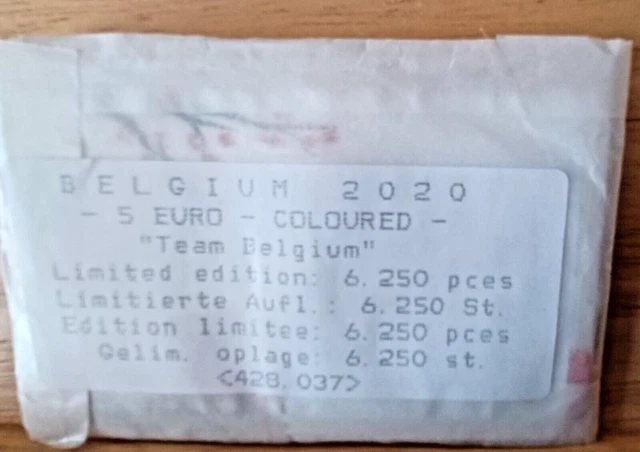 BELGIUM 2020
- 5 EURO - COLOURED -
"Team Belgium"
Limited edition: 6.250 pces
Limitierte Aufl.: 6.250 St.
Edition limitee: 6.250 pces
Gelim. oplage: 6.250 st.
<428.037>